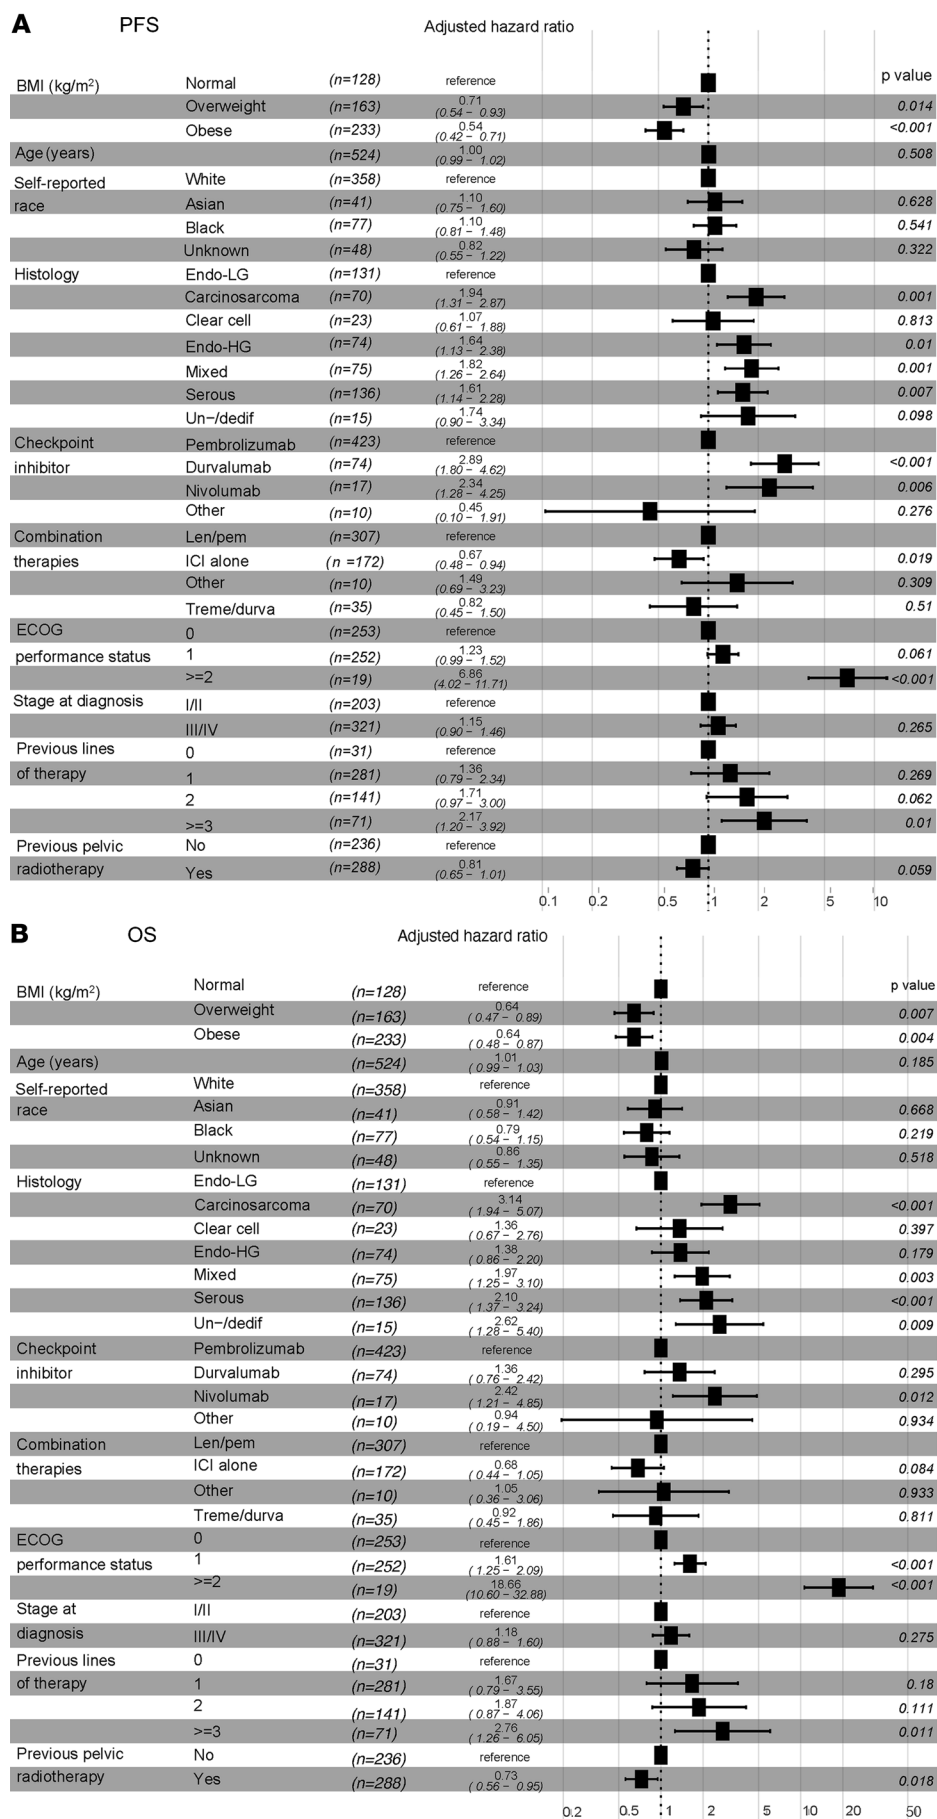 A PFS Adjusted hazard ratio
p value
BMI (kg/m²) Normal (n=128) reference
Overweight (n=163) 0.71 (0.54 – 0.93) 0.014
Obese (n=233) 0.54 (0.42 – 0.71) <0.001
Age (years) (n=524) 1.00 (0.99 – 1.02) 0.508
Self-reported White (n=358) reference
race Asian (n=41) 1.10 (0.75 – 1.60) 0.628
Black (n=77) 1.10 (0.81 – 1.48) 0.541
Unknown (n=48) 0.82 (0.55 – 1.22) 0.322
Histology Endo-LG (n=131) reference
Carcinosarcoma (n=70) 1.94 (1.31 – 2.87) 0.001
Clear cell (n=23) 1.07 (0.61 – 1.88) 0.813
Endo-HG (n=74) 1.64 (1.13 – 2.38) 0.01
Mixed (n=75) 1.82 (1.26 – 2.64) 0.001
Serous (n=136) 1.61 (1.14 – 2.28) 0.007
Un–/dedif (n=15) 1.74 (0.90 – 3.34) 0.098
Checkpoint Pembrolizumab (n=423) reference
inhibitor Durvalumab (n=74) 2.89 (1.80 – 4.62) <0.001
Nivolumab (n=17) 2.34 (1.28 – 4.25) 0.006
Other (n=10) 0.45 (0.10 – 1.91) 0.276
Combination Len/pem (n=307) reference
therapies ICI alone (n =172) 0.67 (0.48 – 0.94) 0.019
Other (n=10) 1.49 (0.69 – 3.23) 0.309
Treme/durva (n=35) 0.82 (0.45 – 1.50) 0.51
ECOG 0 (n=253) reference
performance status 1 (n=252) 1.23 (0.99 – 1.52) 0.061
>=2 (n=19) 6.86 (4.02 – 11.71) <0.001
Stage at diagnosis I/II (n=203) reference
III/IV (n=321) 1.15 (0.90 – 1.46) 0.265
Previous lines 0 (n=31) reference
of therapy 1 (n=281) 1.36 (0.79 – 2.34) 0.269
2 (n=141) 1.71 (0.97 – 3.00) 0.062
>=3 (n=71) 2.17 (1.20 – 3.92) 0.01
Previous pelvic No (n=236) reference
radiotherapy Yes (n=288) 0.81 (0.65 – 1.01) 0.059
0.1 0.2 0.5 1 2 5 10
B OS Adjusted hazard ratio
p value
BMI (kg/m²) Normal (n=128) reference
Overweight (n=163) 0.64 ( 0.47 – 0.89) 0.007
Obese (n=233) 0.64 ( 0.48 – 0.87) 0.004
Age (years) (n=524) 1.01 ( 0.99 – 1.03) 0.185
Self-reported White (n=358) reference
race Asian (n=41) 0.91 ( 0.58 – 1.42) 0.668
Black (n=77) 0.79 ( 0.54 – 1.15) 0.219
Unknown (n=48) 0.86 ( 0.55 – 1.35) 0.518
Histology Endo-LG (n=131) reference
Carcinosarcoma (n=70) 3.14 ( 1.94 – 5.07) <0.001
Clear cell (n=23) 1.36 ( 0.67 – 2.76) 0.397
Endo-HG (n=74) 1.38 ( 0.86 – 2.20) 0.179
Mixed (n=75) 1.97 ( 1.25 – 3.10) 0.003
Serous (n=136) 2.10 ( 1.37 – 3.24) <0.001
Un–/dedif (n=15) 2.62 ( 1.28 – 5.40) 0.009
Checkpoint Pembrolizumab (n=423) reference
inhibitor Durvalumab (n=74) 1.36 ( 0.76 – 2.42) 0.295
Nivolumab (n=17) 2.42 ( 1.21 – 4.85) 0.012
Other (n=10) 0.94 ( 0.19 – 4.50) 0.934
Combination Len/pem (n=307) reference
therapies ICI alone (n=172) 0.68 ( 0.44 – 1.05) 0.084
Other (n=10) 1.05 ( 0.36 – 3.06) 0.933
Treme/durva (n=35) 0.92 ( 0.45 – 1.86) 0.811
ECOG 0 (n=253) reference
performance status 1 (n=252) 1.61 ( 1.25 – 2.09) <0.001
>=2 (n=19) 18.66 (10.60 – 32.88) <0.001
Stage at I/II (n=203) reference
diagnosis III/IV (n=321) 1.18 ( 0.88 – 1.60) 0.275
Previous lines 0 (n=31) reference
of therapy 1 (n=281) 1.67 ( 0.79 – 3.55) 0.18
2 (n=141) 1.87 ( 0.87 – 4.06) 0.111
>=3 (n=71) 2.76 ( 1.26 – 6.05) 0.011
Previous pelvic No (n=236) reference
radiotherapy Yes (n=288) 0.73 ( 0.56 – 0.95) 0.018
0.2 0.5 1 2 5 10 20 50